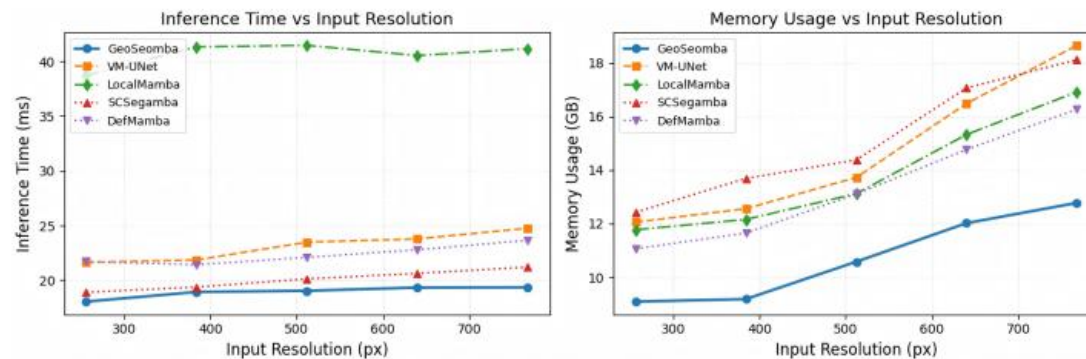 Inference Time vs Input Resolution
GeoSeomba
VM-UNet
LocalMamba
SCSegamba
DefMamba
40
35
30
25
20
Inference Time (ms)
300 400 500 600 700
Input Resolution (px)
Memory Usage vs Input Resolution
GeoSeomba
VM-UNet
LocalMamba
SCSegamba
DefMamba
18
16
14
12
10
Memory Usage (GB)
300 400 500 600 700
Input Resolution (px)